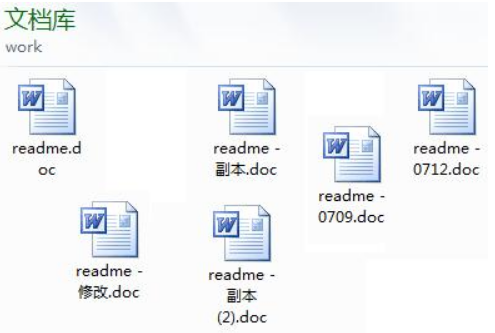 文档库
work
readme.d
oc
readme -
副本.doc
readme -
0709.doc
readme -
0712.doc
readme -
修改.doc
readme -
副本
(2).doc